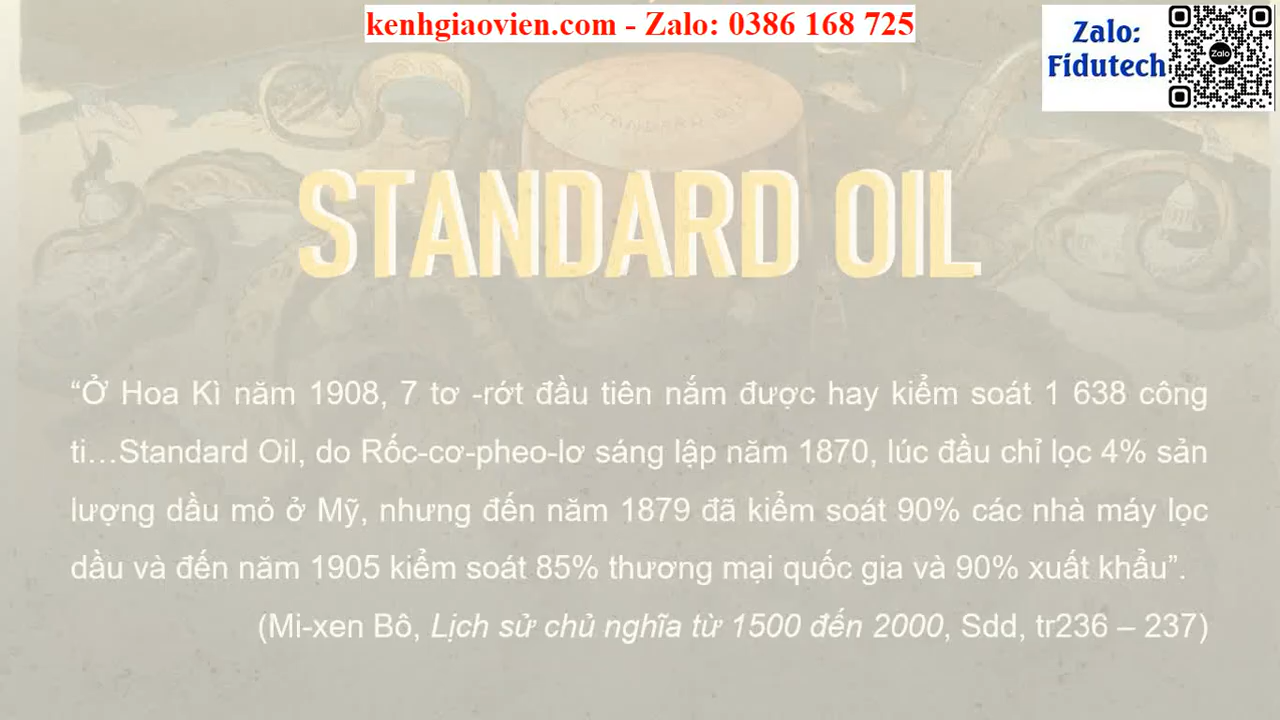 kenhgiaovien.com - Zalo: 0386 168 725
Zalo:
Fidutech
Zalo
STANDARD OIL
“Ở Hoa Kì năm 1908, 7 tơ -rớt đầu tiên nắm được hay kiểm soát 1 638 công
ti...Standard Oil, do Rốc-cơ-pheo-lơ sáng lập năm 1870, lúc đầu chỉ lọc 4% sản
lượng dầu mỏ ở Mỹ, nhưng đến năm 1879 đã kiểm soát 90% các nhà máy lọc
dầu và đến năm 1905 kiểm soát 85% thương mại quốc gia và 90% xuất khẩu”.
(Mi-xen Bô, Lịch sử chủ nghĩa từ 1500 đến 2000, Sdd, tr236 – 237)